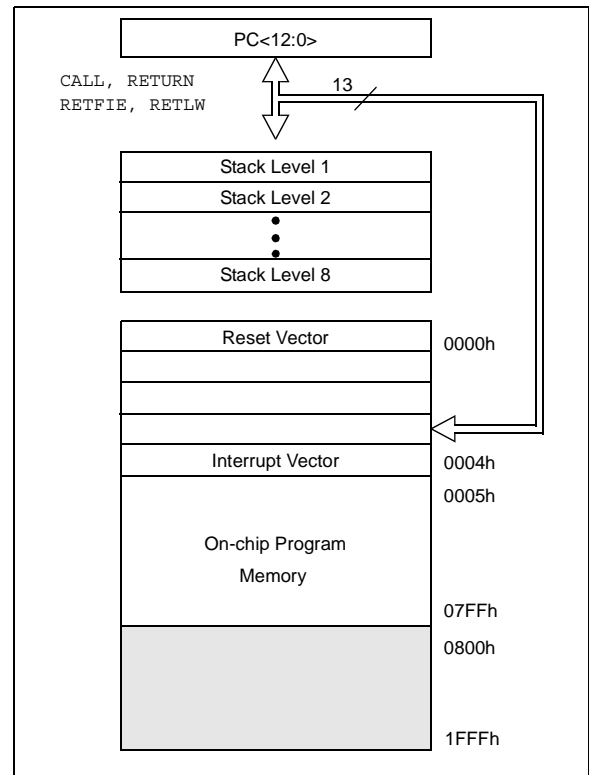 PC<12:0>
CALL, RETURN
RETFIE, RETLW
13
Stack Level 1
Stack Level 2
Stack Level 8
Reset Vector
0000h
Interrupt Vector
0004h
0005h
On-chip Program
Memory
07FFh
0800h
1FFFh